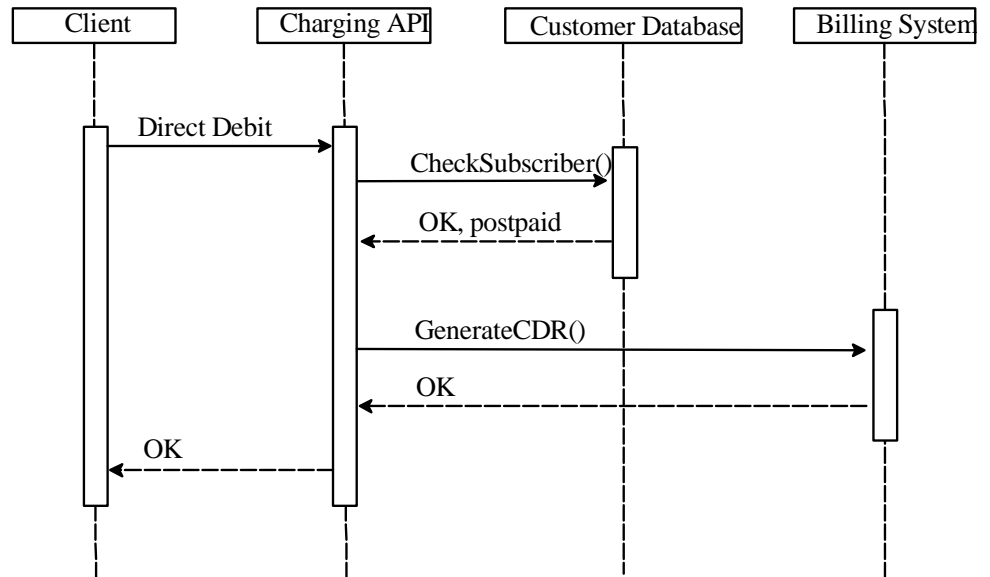 Client
Charging API
Customer Database
Billing System
Direct Debit
CheckSubscriber()
OK, postpaid
GenerateCDR()
OK
OK